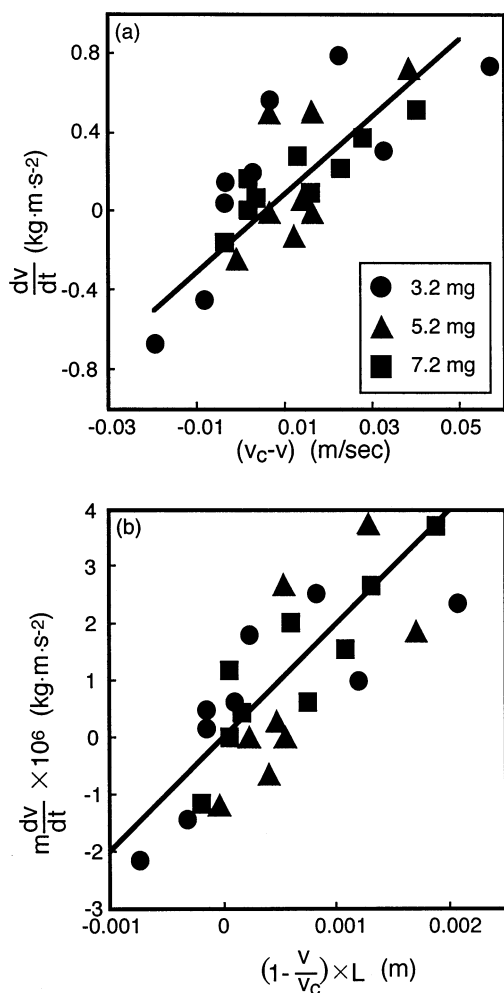 (a)
0.8
0.4
0
-0.4
-0.8
dv/dt (kg·m·s-2)
3.2 mg
5.2 mg
7.2 mg
-0.03 -0.01 0.01 0.03 0.05
(vc-v) (m/sec)
(b)
4
3
2
1
0
-1
-2
-3
m dv/dt ×10⁶ (kg·m·s-2)
-0.001 0 0.001 0.002
(1- v/vc) × L (m)